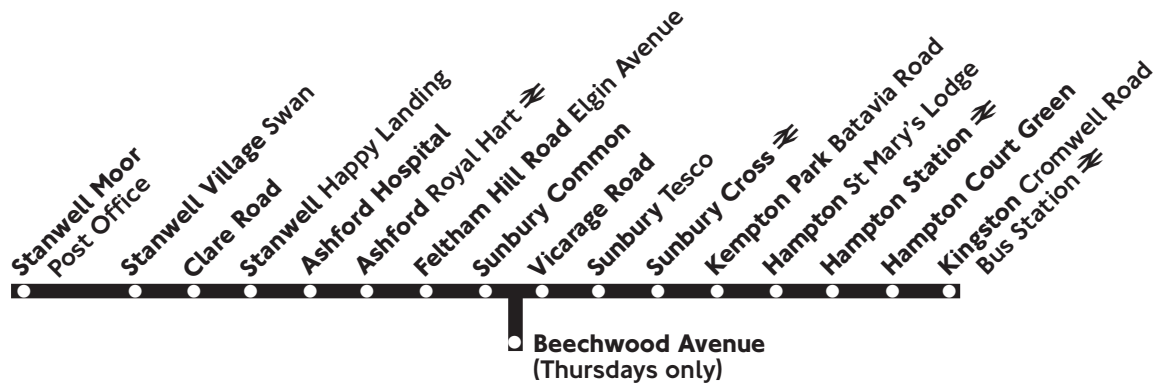 Stanwell Moor
Post Office
Stanwell Village Swan
Clare Road
Stanwell Happy Landing
Ashford Hospital
Ashford Royal Hart
Feltham Hill Road Elgin Avenue
Sunbury Common
Vicarage Road
Sunbury Tesco
Sunbury Cross
Kempton Park Batavia Road
Hampton St Mary's Lodge
Hampton Station
Hampton Court Green
Kingston Cromwell Road
Bus Station
Beechwood Avenue
(Thursdays only)